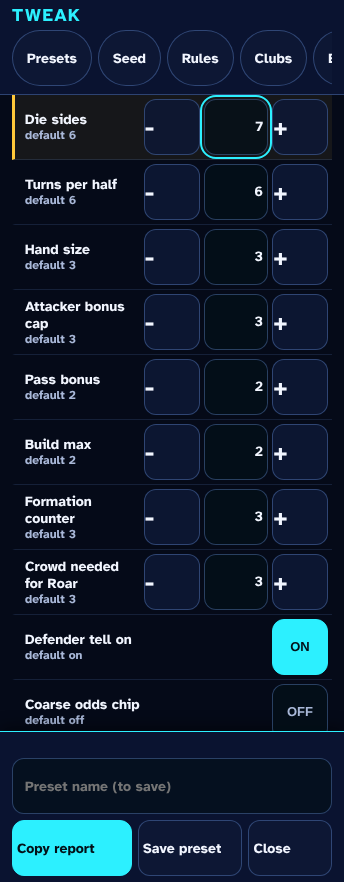 TWEAK
Presets Seed Rules Clubs
Die sides
default 6
- 7 +
Turns per half
default 6
- 6 +
Hand size
default 3
- 3 +
Attacker bonus
cap
default 3
- 3 +
Pass bonus
default 2
- 2 +
Build max
default 2
- 2 +
Formation
counter
default 3
- 3 +
Crowd needed
for Roar
default 3
- 3 +
Defender tell on
default on
ON
Coarse odds chip
default off
OFF
Preset name (to save)
Copy report Save preset Close